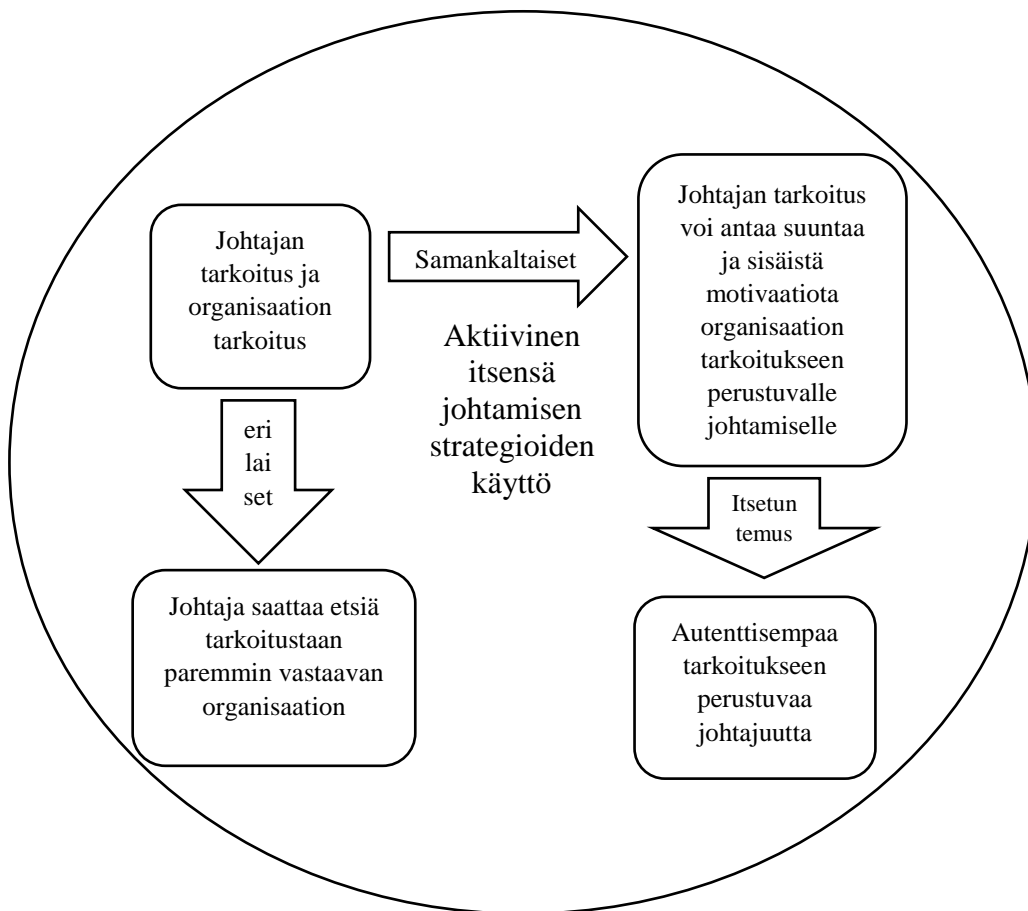 Johtajan
tarkoitus ja
organisaation
tarkoitus
Samankaltaiset
Johtajan tarkoitus
voi antaa suuntaa
ja sisäistä
motivaatiota
organisaation
tarkoitukseen
perustuvalle
johtamiselle
Aktiivinen
itsensä
johtamisen
strategioiden
käyttö
eri
lai
set
Itsetun
temus
Johtaja saattaa etsiä
tarkoitustaan
paremmin vastaavan
organisaation
Autenttisempaa
tarkoitukseen
perustuvaa
johtajuutta